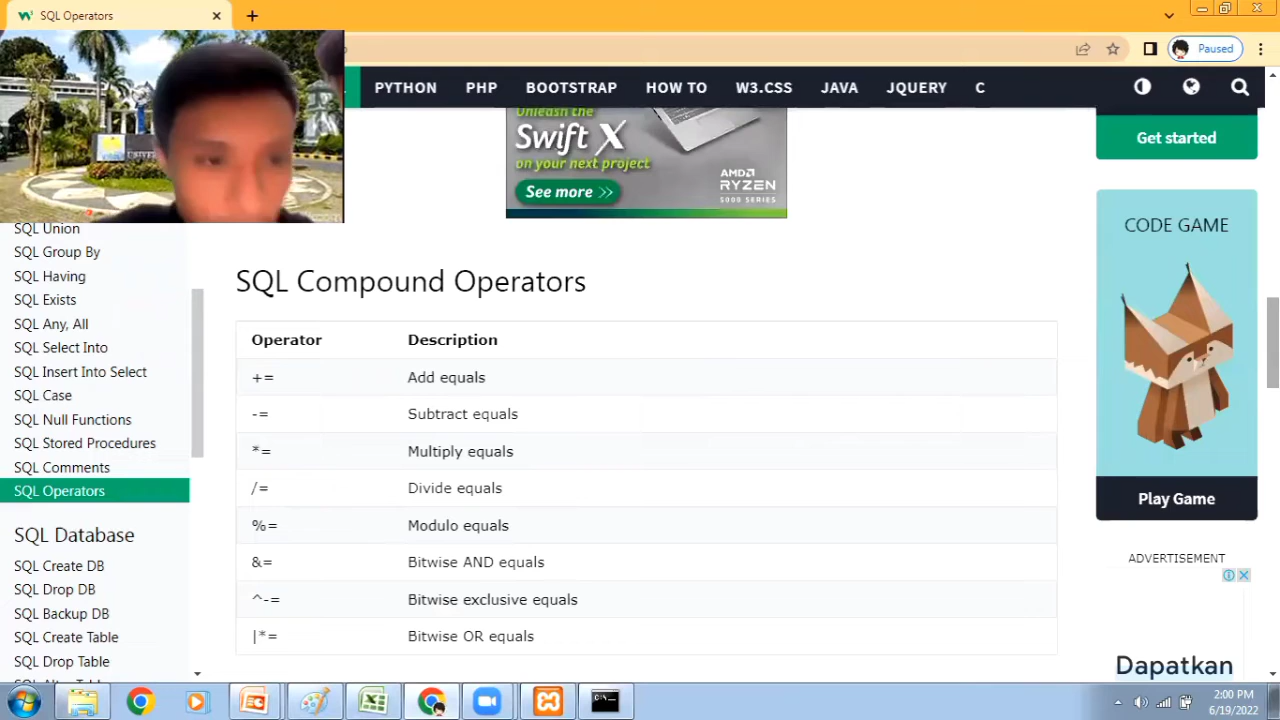 SQL Operators
Paused
PYTHON PHP BOOTSTRAP HOW TO W3.CSS JAVA JQUERY C
Unleash the
Swift X
on your next project
See more >>
AMD
RYZEN
5000 SERIES
Get started
SQL Union
SQL Group By
SQL Having
SQL Exists
SQL Any, All
SQL Select Into
SQL Insert Into Select
SQL Case
SQL Null Functions
SQL Stored Procedures
SQL Comments
SQL Operators
SQL Database
SQL Create DB
SQL Drop DB
SQL Backup DB
SQL Create Table
SQL Drop Table
SQL Compound Operators
Operator Description
+= Add equals
-= Subtract equals
*= Multiply equals
/= Divide equals
%= Modulo equals
&= Bitwise AND equals
^-= Bitwise exclusive equals
|*= Bitwise OR equals
CODE GAME
Play Game
ADVERTISEMENT
Dapatkan
2:00 PM
6/19/2022